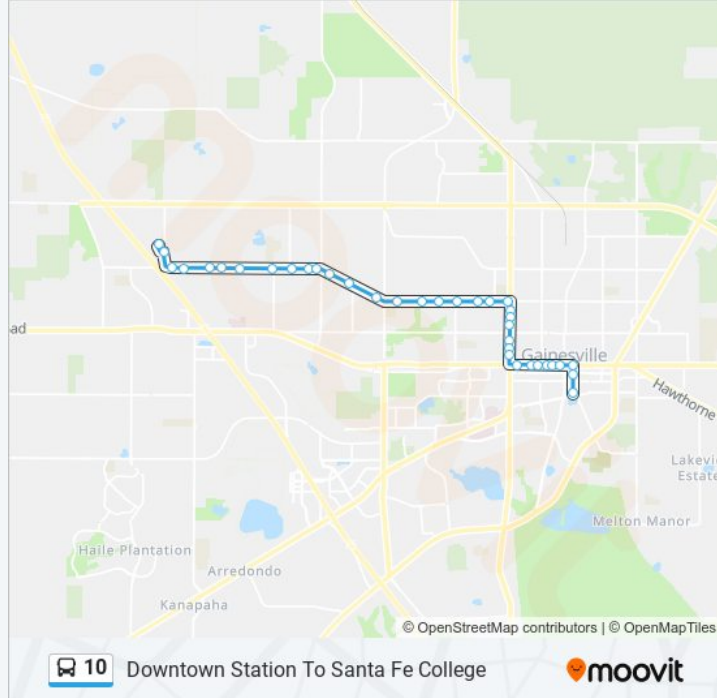 ad
Gainesville
Hawthorne
Lakevie
Estate
Melton Manor
Haile Plantation
Arredondo
Kanapaha
© OpenStreetMap contributors | © OpenMapTiles
10 Downtown Station To Santa Fe College
moovit